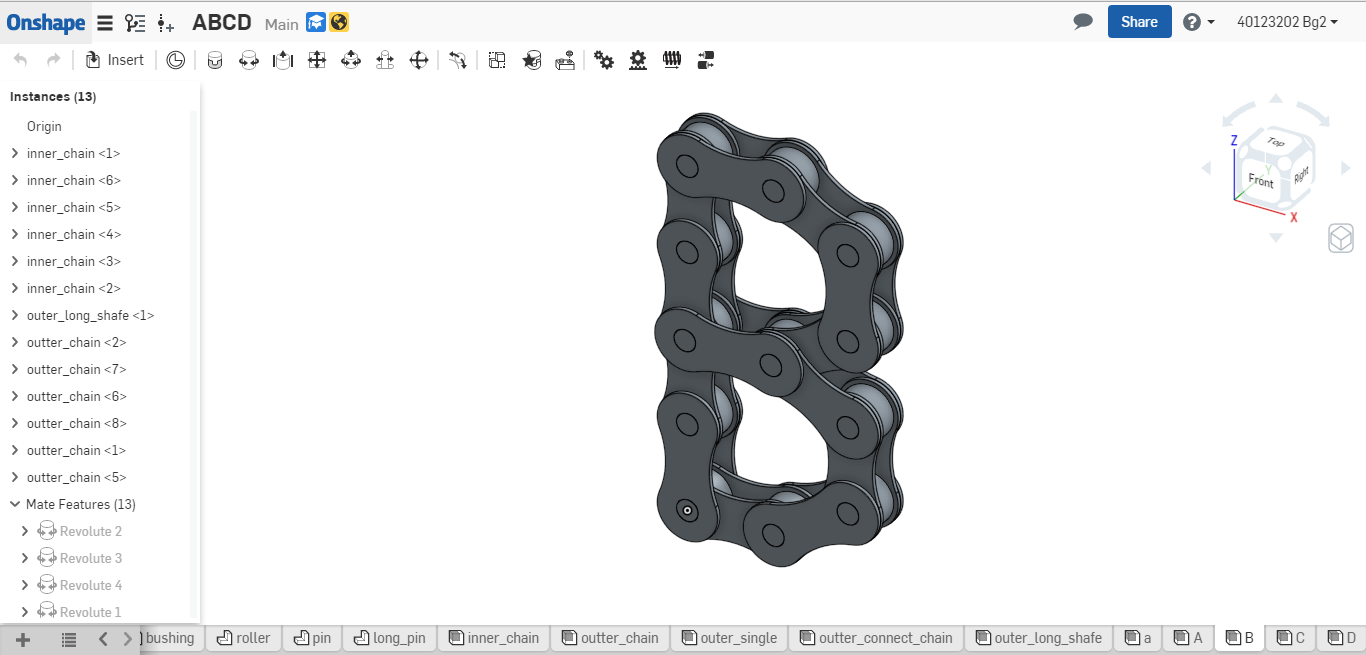 Onshape ABCD Main Share 40123202 Bg2
Insert
Instances (13)
Origin
inner_chain <1>
inner_chain <6>
inner_chain <5>
inner_chain <4>
inner_chain <3>
inner_chain <2>
outer_long_shafe <1>
outter_chain <2>
outter_chain <7>
outter_chain <6>
outter_chain <8>
outter_chain <1>
outter_chain <5>
Mate Features (13)
Revolute 2
Revolute 3
Revolute 4
Revolute 1
Top
Z
Y
Front Right
X
bushing roller pin long_pin inner_chain outter_chain outer_single outter_connect_chain outer_long_shafe a A B C D